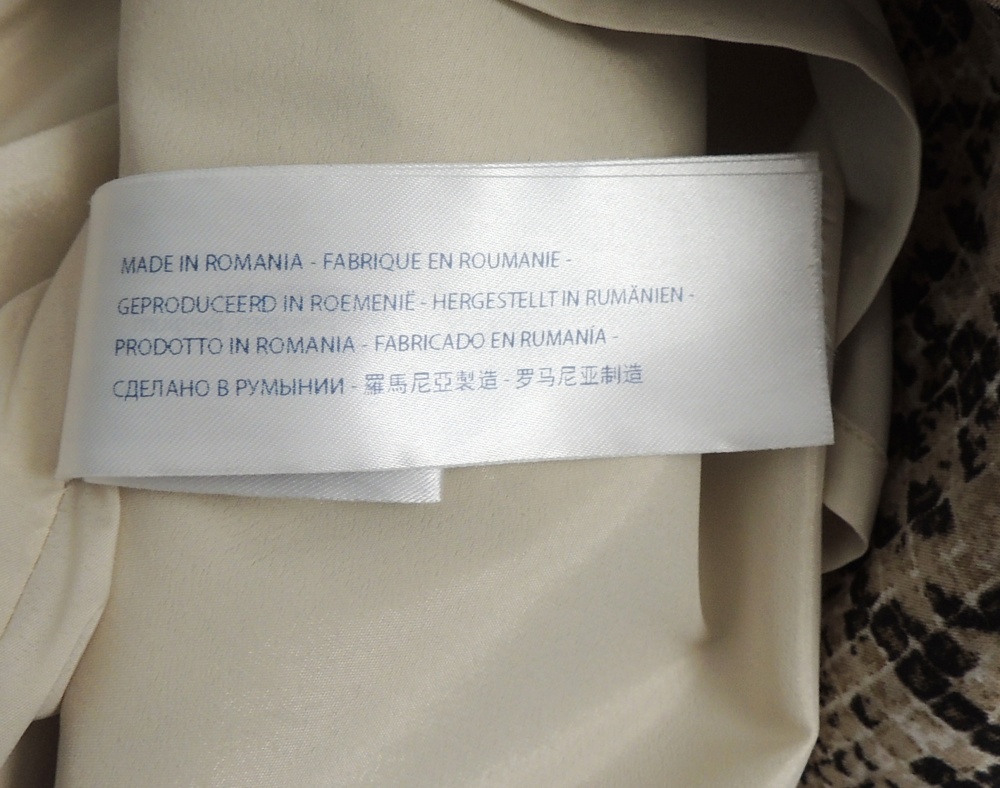 MADE IN ROMANIA - FABRIQUE EN ROUMANIE -
GEPRODUCEERD IN ROEMENIË - HERGESTELLT IN RUMÄNIEN -
PRODOTTO IN ROMANIA - FABRICADO EN RUMANÍA -
СДЕЛАНО В РУМЫНИИ - 羅馬尼亞製造 - 罗马尼亚制造